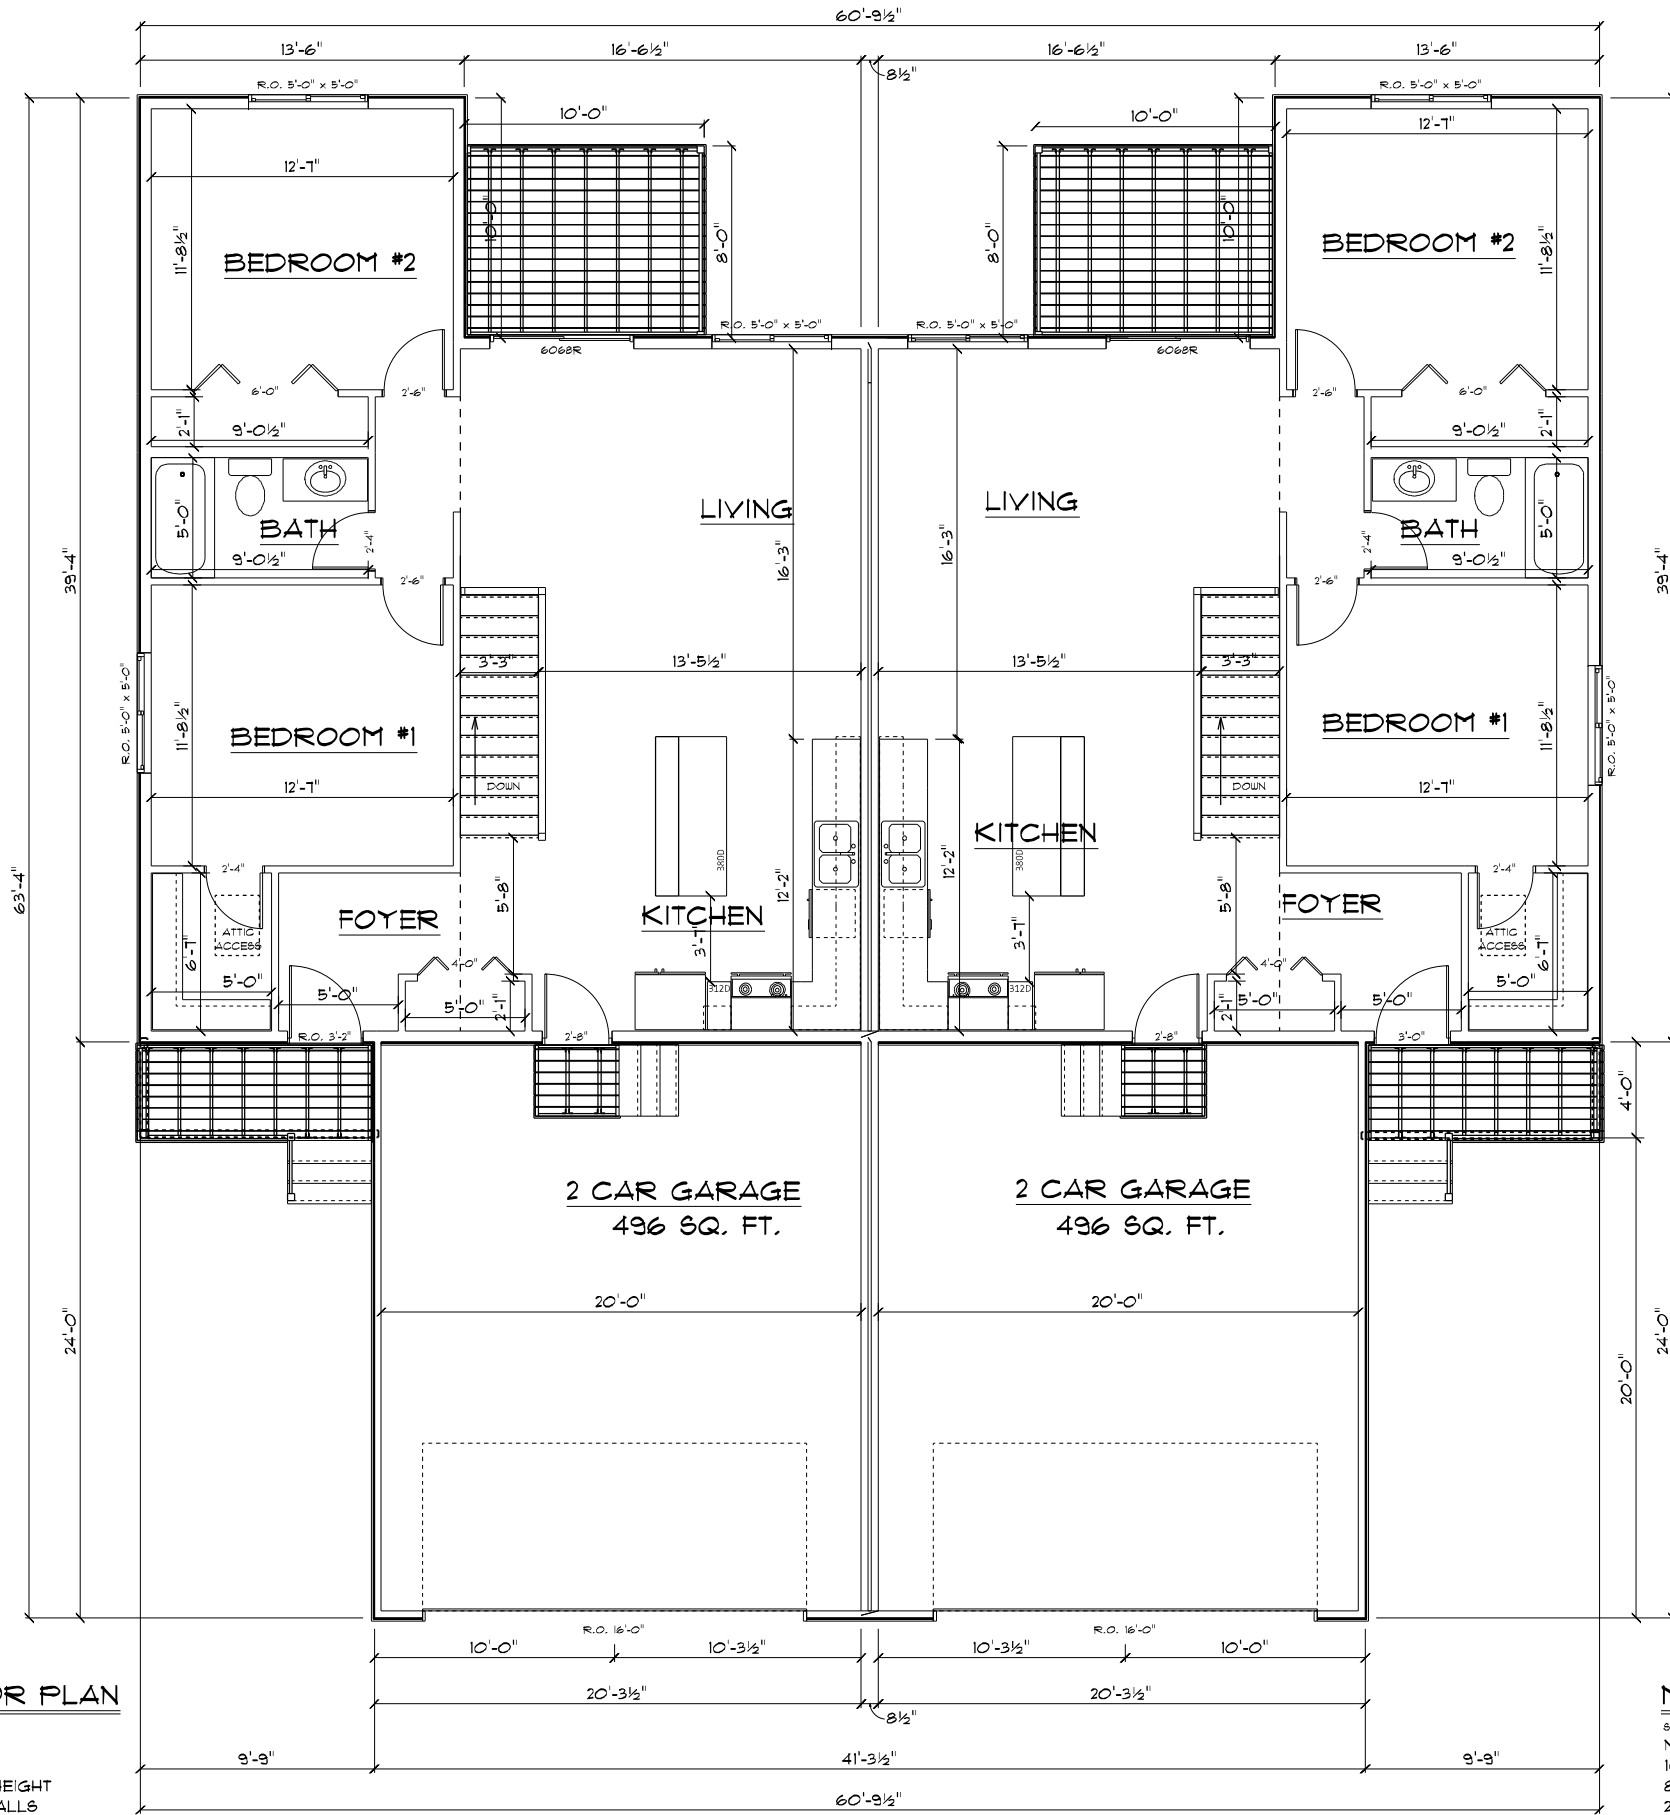 60'-9½"
13'-6" 16'-6½" 16'-6½" 13'-6"
8½"
R.O. 5'-0" x 5'-0" R.O. 5'-0" x 5'-0"
10'-0" 10'-0"
12'-7" 12'-7"
11'-8½" 10'-0" 8'-0" 8'-0" 10'-0" 11'-8½"
BEDROOM #2 BEDROOM #2
R.O. 5'-0" x 5'-0" R.O. 5'-0" x 5'-0"
6068R 6068R
6'-0" 2'-6" 2'-6" 6'-0"
2'-1" 9'-0½" 9'-0½" 2'-1"
LIVING LIVING
5'-0" BATH BATH 5'-0"
2'-4" 2'-4"
9'-0½" 9'-0½"
39'-4" 16'-3" 16'-3" 39'-4"
2'-6" 2'-6"
3'-3" 13'-5½" 13'-5½" 3'-3"
R.O. 5'-0" x 5'-0" R.O. 5'-0" x 5'-0"
11'-8½" 11'-8½"
BEDROOM #1 BEDROOM #1
12'-7" DOWN DOWN 12'-7"
KITCHEN
380D 380D
2'-4" 2'-4"
63'-4" 5'-8" 12'-2" 12'-2" 5'-8"
FOYER KITCHEN FOYER
ATTIC ACCESS ATTIC ACCESS
6'-7" 3'-7" 3'-7" 6'-7"
4'-0" 4'-0"
5'-0" 5'-0" 5'-0" 2'-1" 312D 312D 2'-1" 5'-0" 5'-0" 5'-0"
R.O. 3'-2" 2'-8" 2'-8" 3'-0"
4'-0"
2 CAR GARAGE 2 CAR GARAGE
496 SQ. FT. 496 SQ. FT.
20'-0" 20'-0"
24'-0" 20'-0" 24'-0"
R.O. 16'-0" R.O. 16'-0"
10'-0" 10'-3½" 10'-3½" 10'-0"
20'-3½" 20'-3½"
OR PLAN
8½"
9'-9" 41'-3½" 9'-9"
HEIGHT
ALLS
60'-9½"